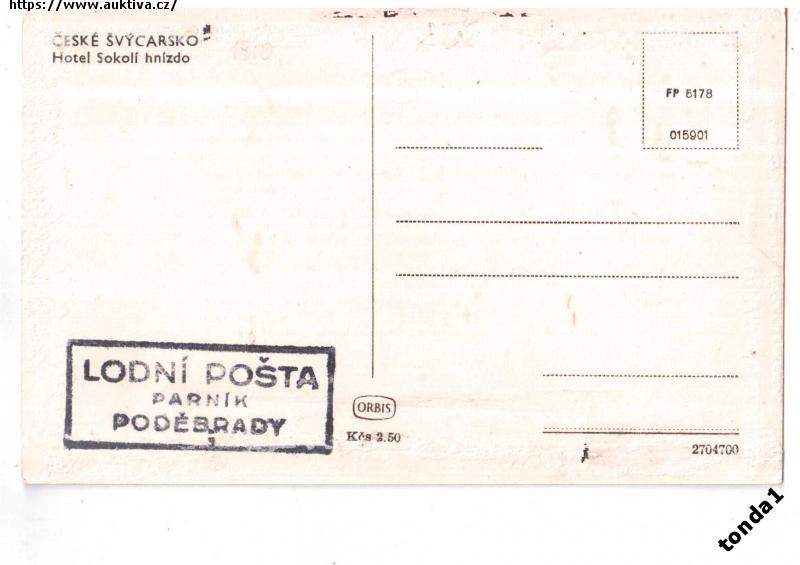 https://www.auktiva.cz/
ČESKÉ ŠVÝCARSKO
Hotel Sokolí hnízdo
FP 5178
015901
LODNÍ POŠTA
PARNÍK
PODĚBRADY
ORBIS
Kčs 2.50
2704700
tonda1